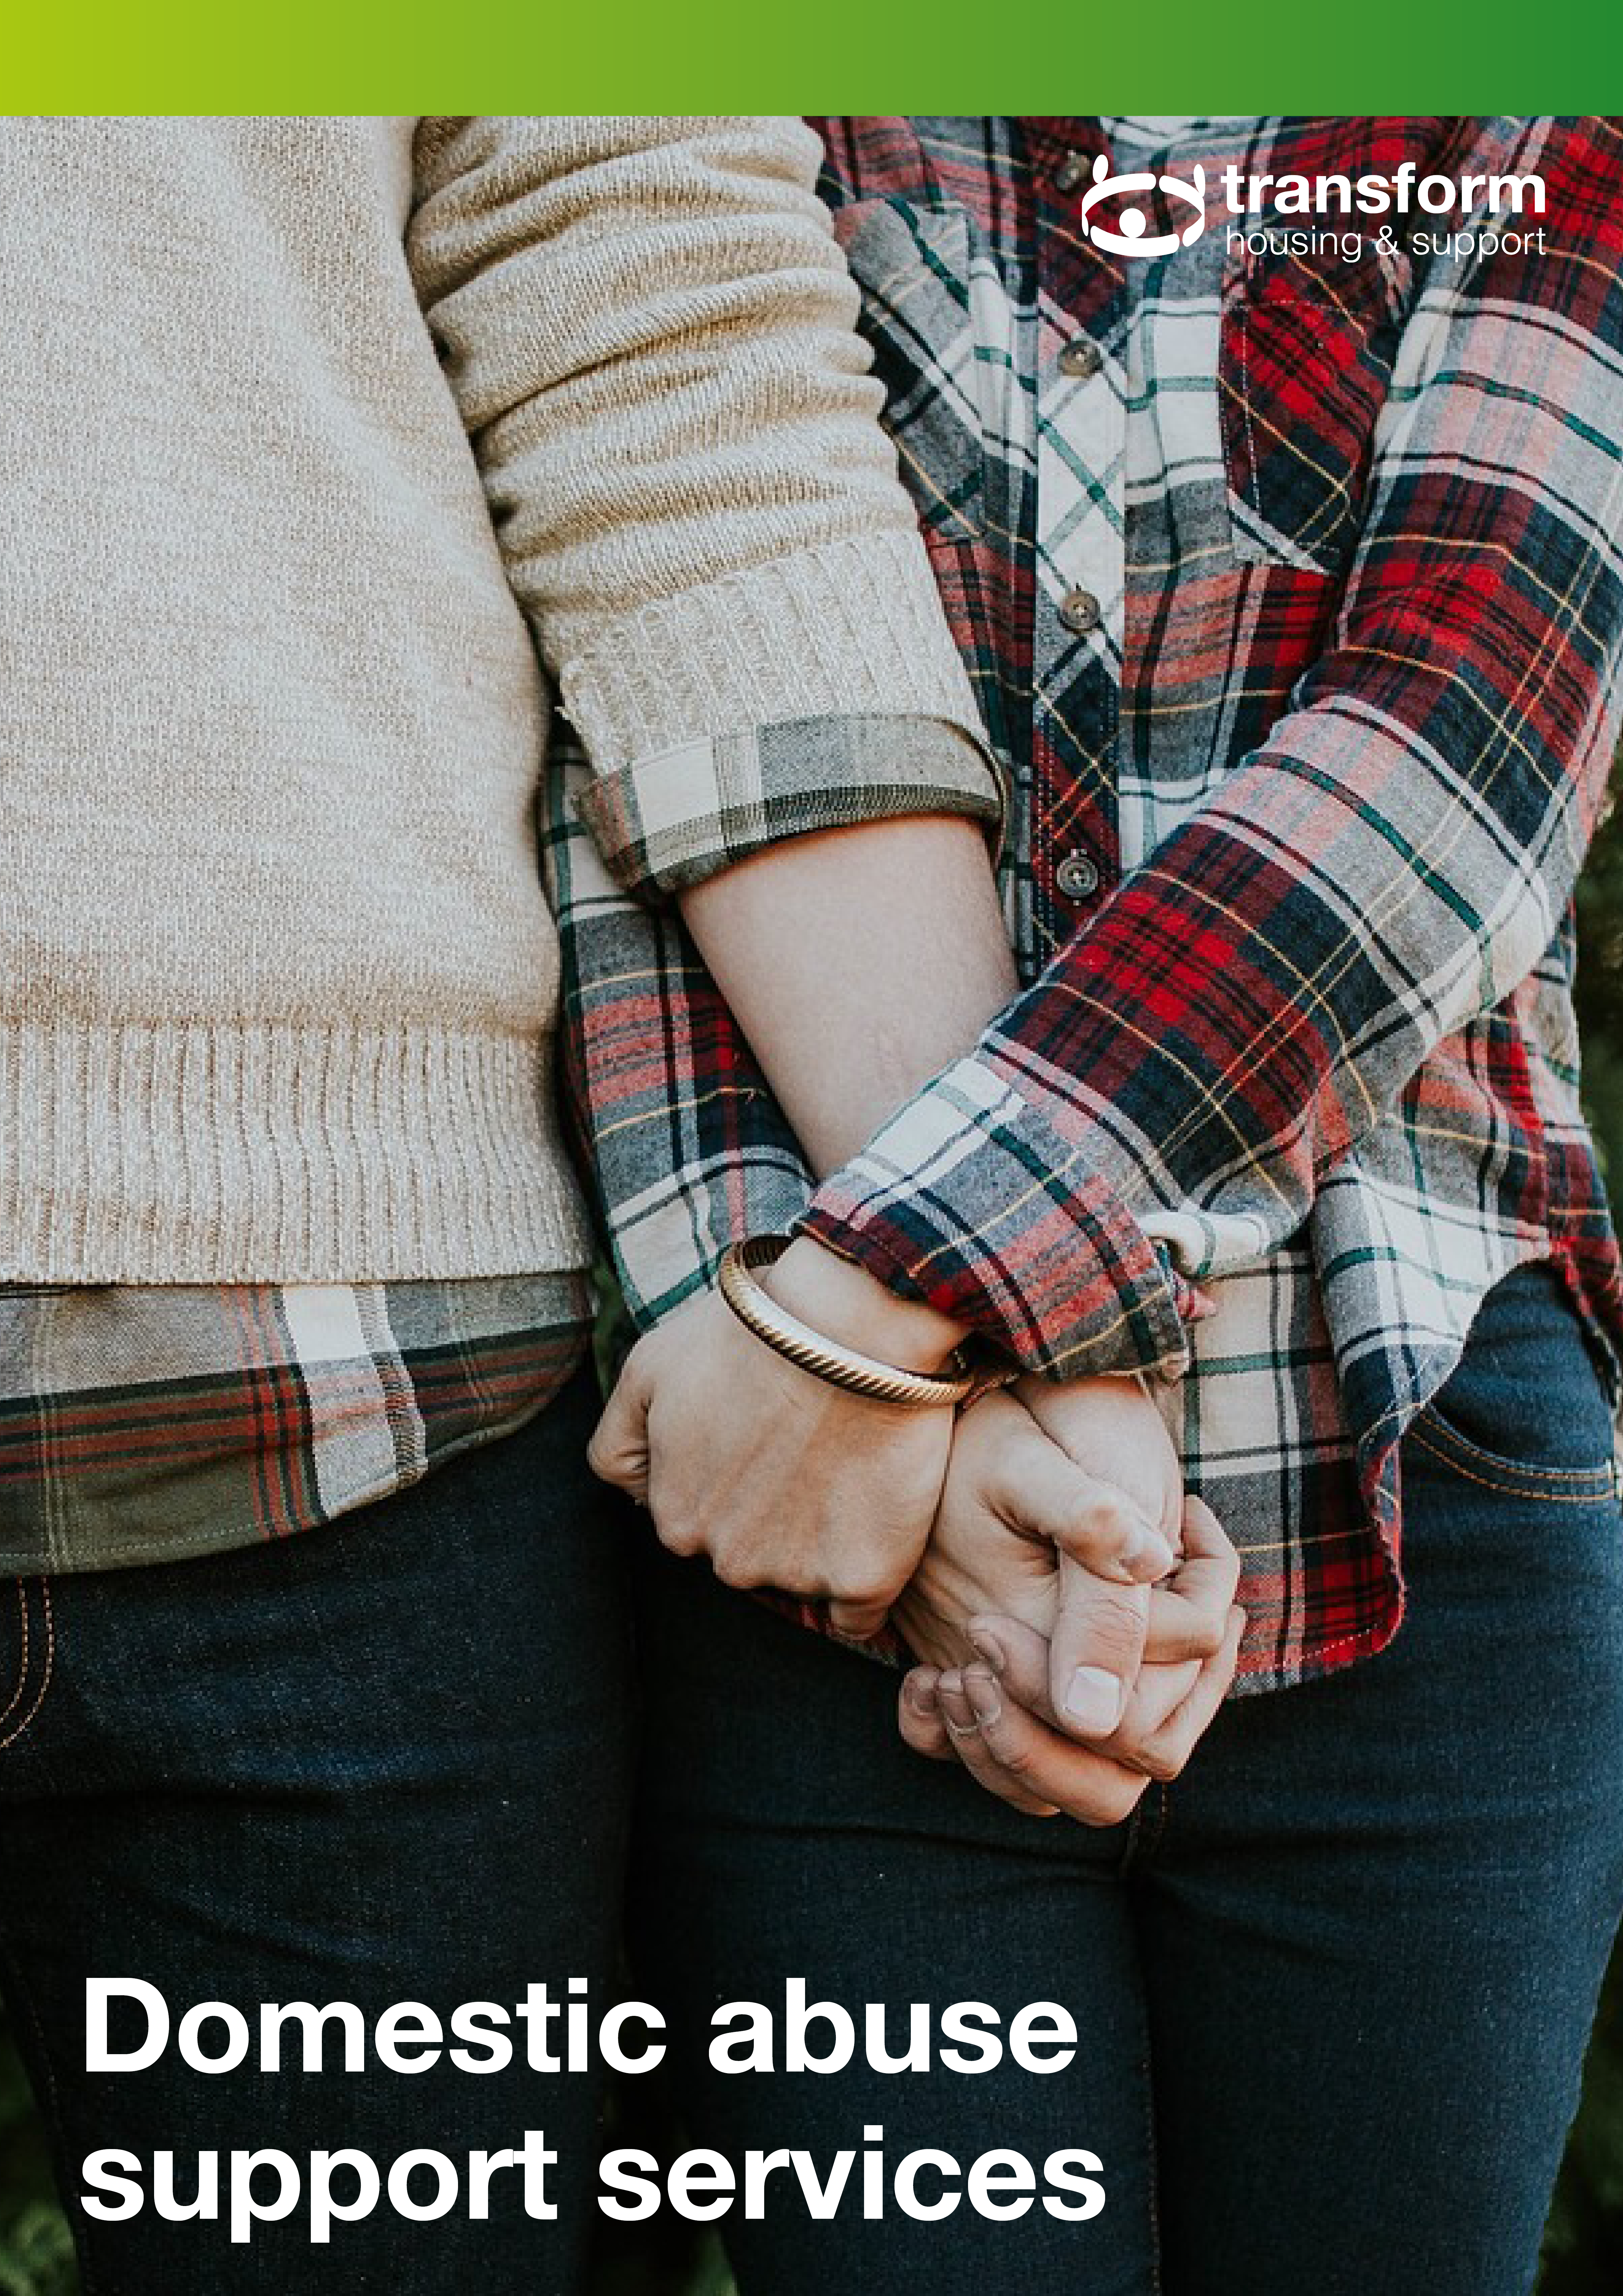 transform
housing & support
Domestic abuse
support services